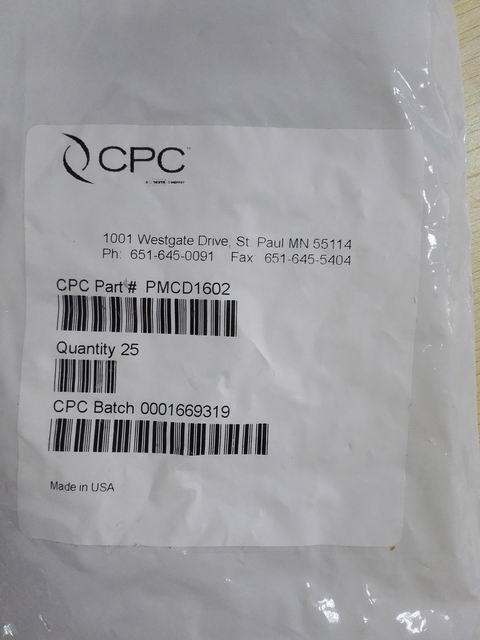 CPC™
1001 Westgate Drive, St. Paul MN 55114
Ph: 651-645-0091 Fax 651-645-5404
CPC Part # PMCD1602
Quantity 25
CPC Batch 0001669319
Made in USA